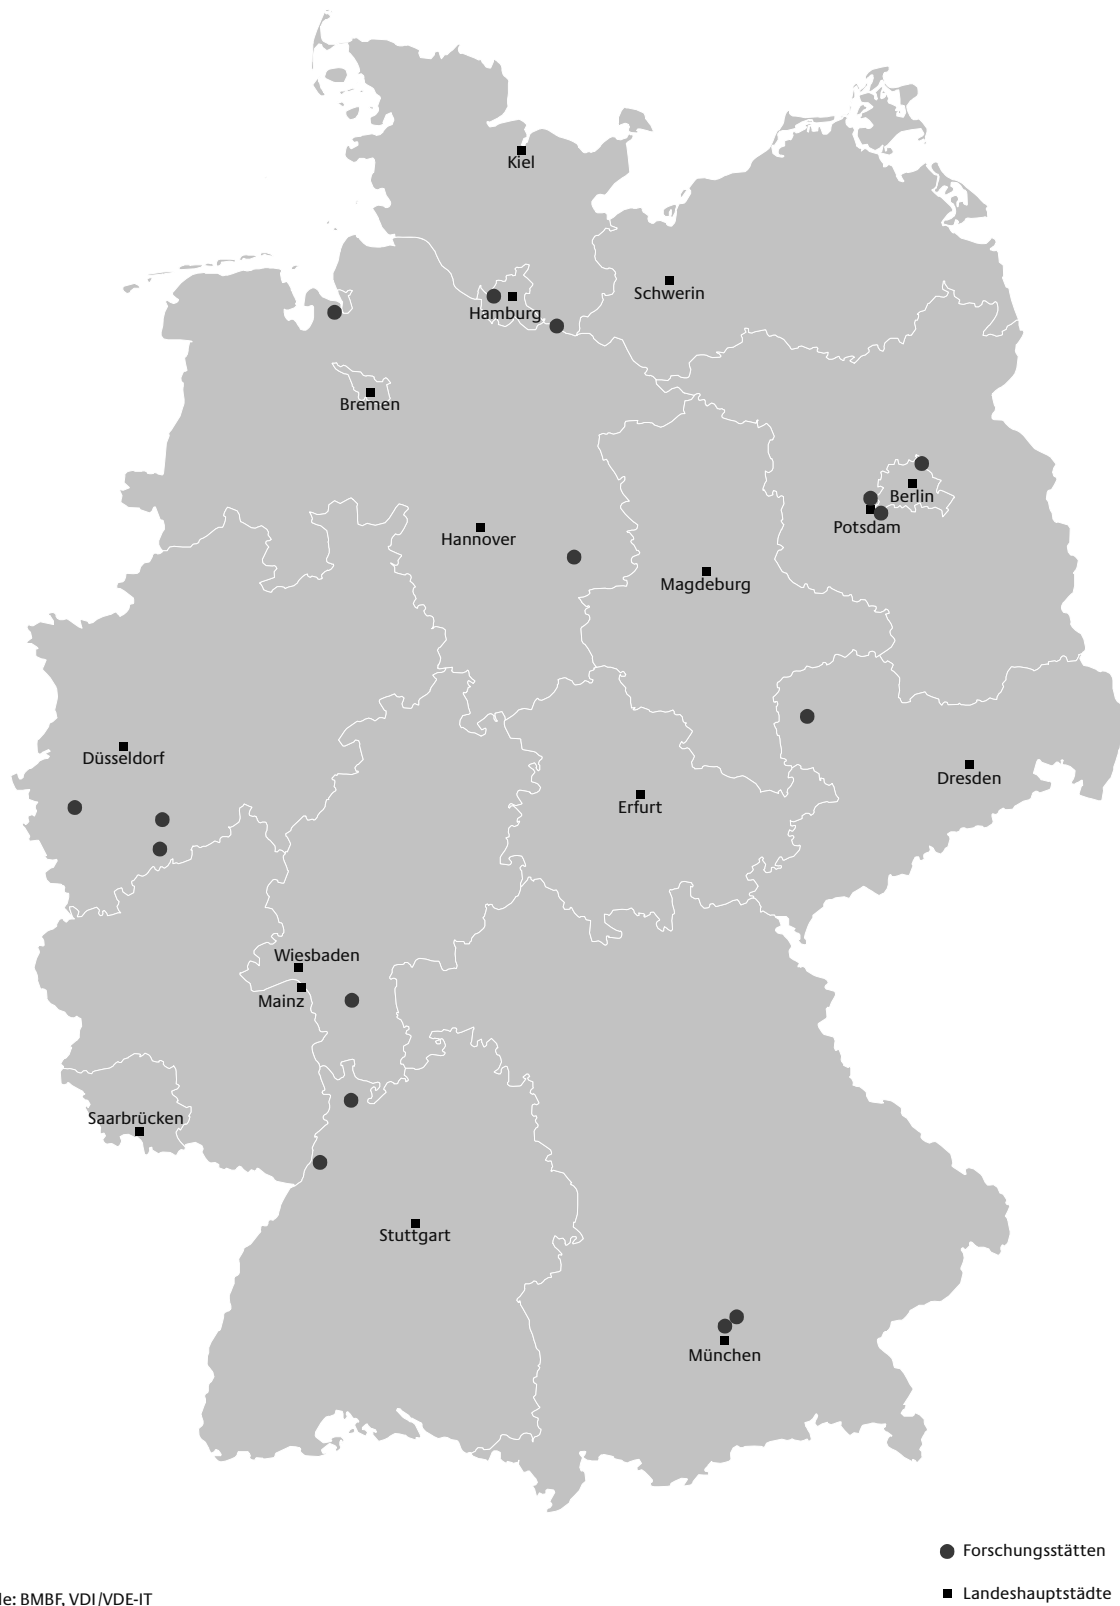 Kiel
Schwerin
Hamburg
Bremen
Berlin
Potsdam
Hannover
Magdeburg
Düsseldorf
Dresden
Erfurt
Wiesbaden
Mainz
Saarbrücken
Stuttgart
München
Forschungsstätten
Landeshauptstädte
le: BMBF, VDI/VDE-IT